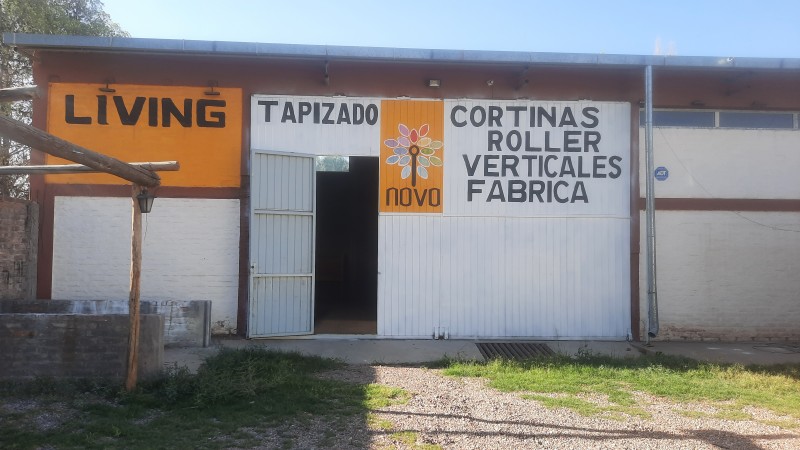 LIVING
TAPIZADO
NOVO
CORTINAS
ROLLER
VERTICALES
FABRICA